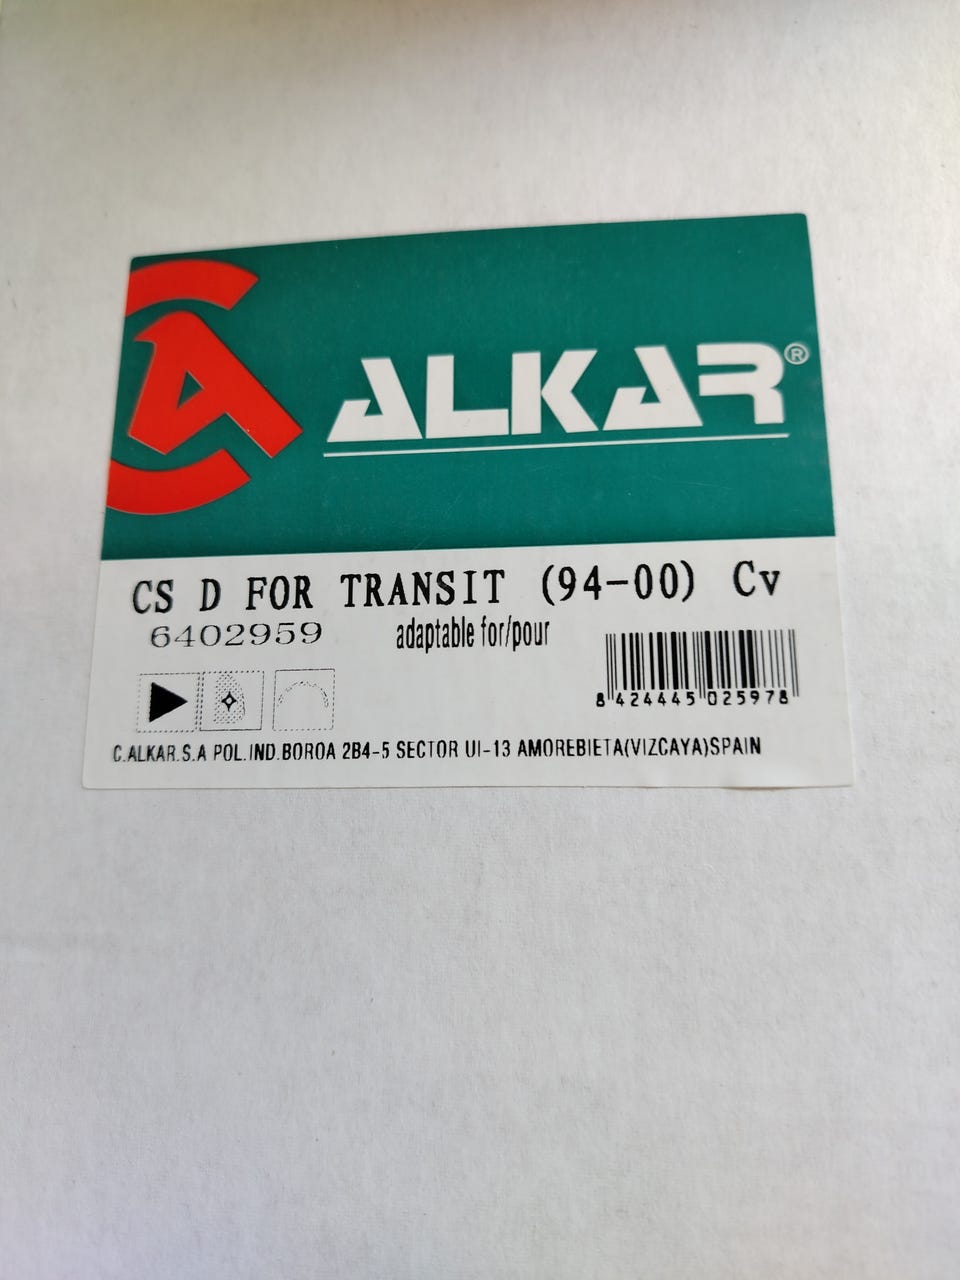 ALKAR®
CS D FOR TRANSIT (94-00) Cv
6402959
adaptable for/pour
8 424445 025978
C.ALKAR.S.A POL.IND.BOROA 2B4-5 SECTOR UI-13 AMOREBIETA(VIZCAYA)SPAIN